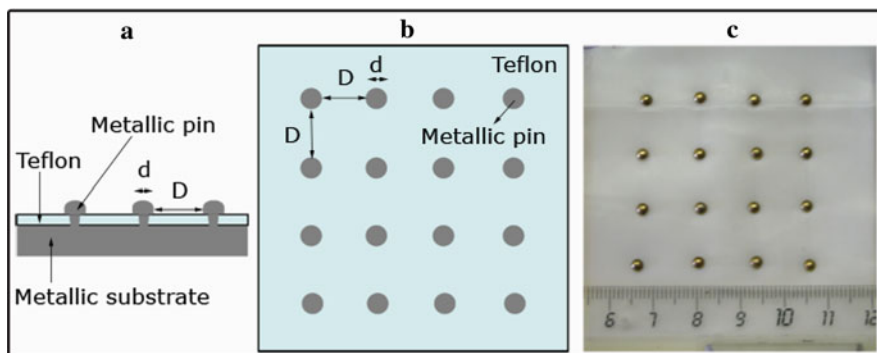 a
Metallic pin
Teflon
d
D
Metallic substrate
b
d
D
Teflon
D
Metallic pin
c
6 7 8 9 10 11 12